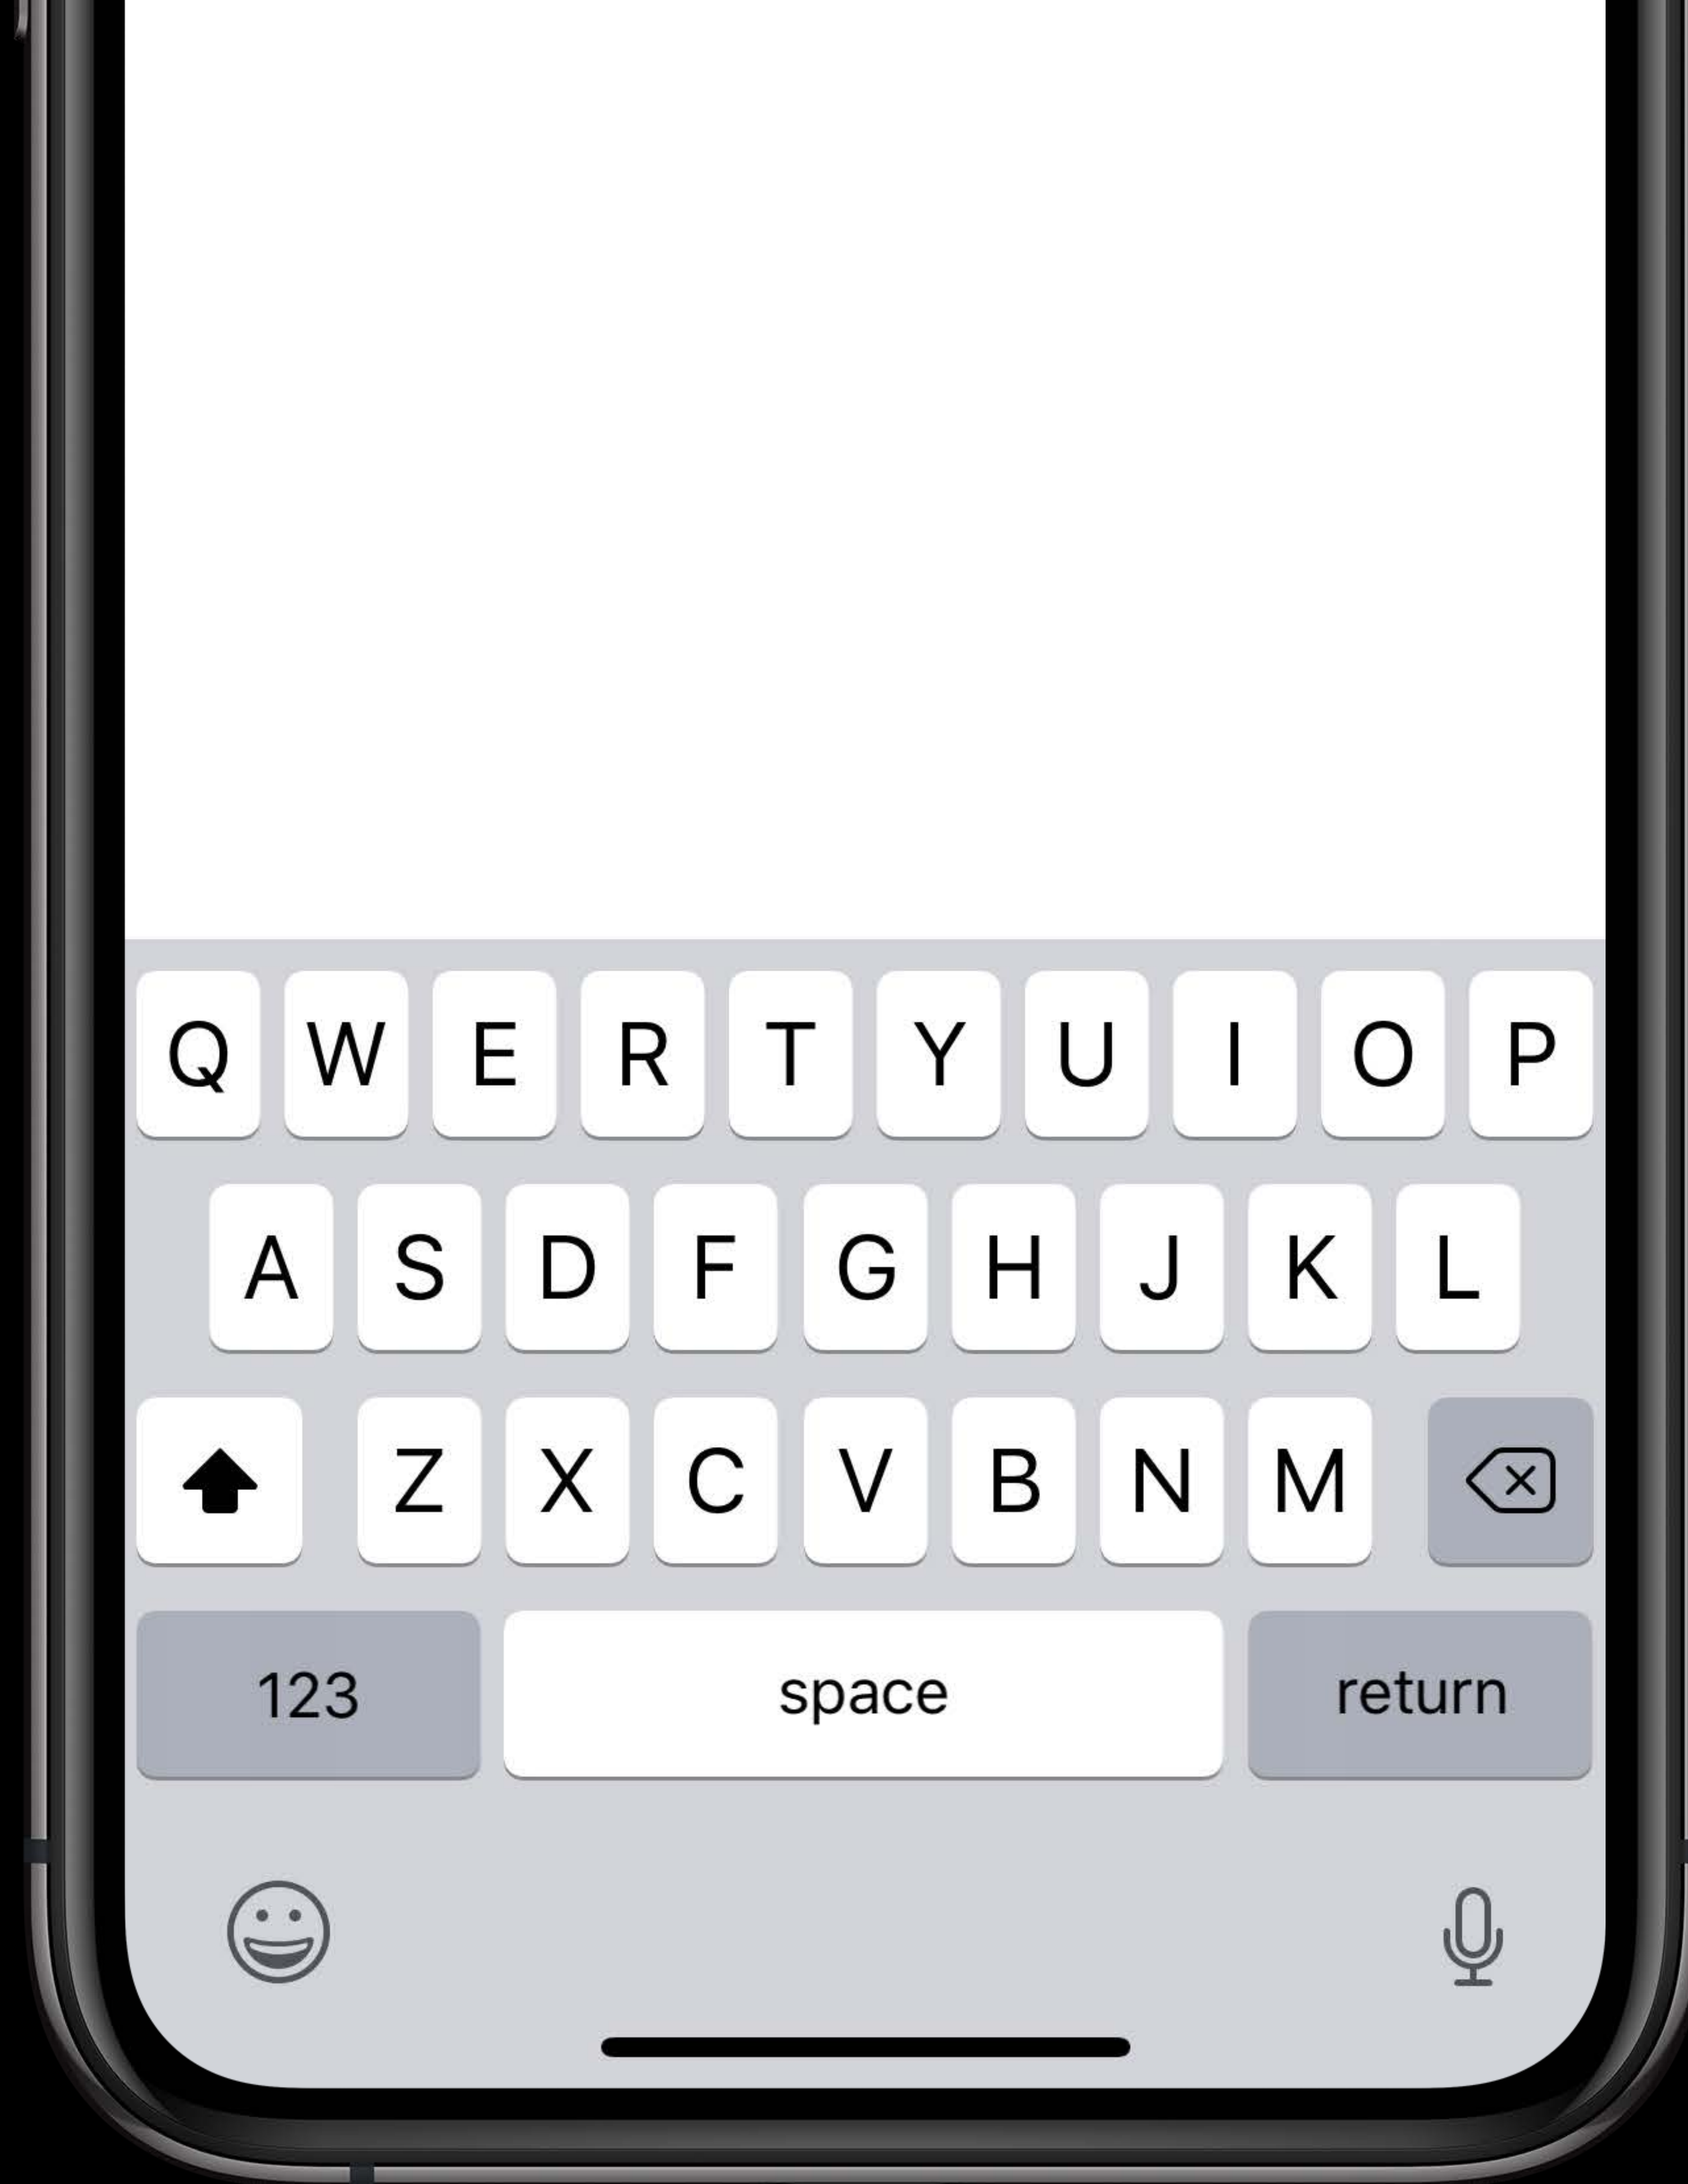 Q W E R T Y U I O P
A S D F G H J K L
Z X C V B N M
123 space return